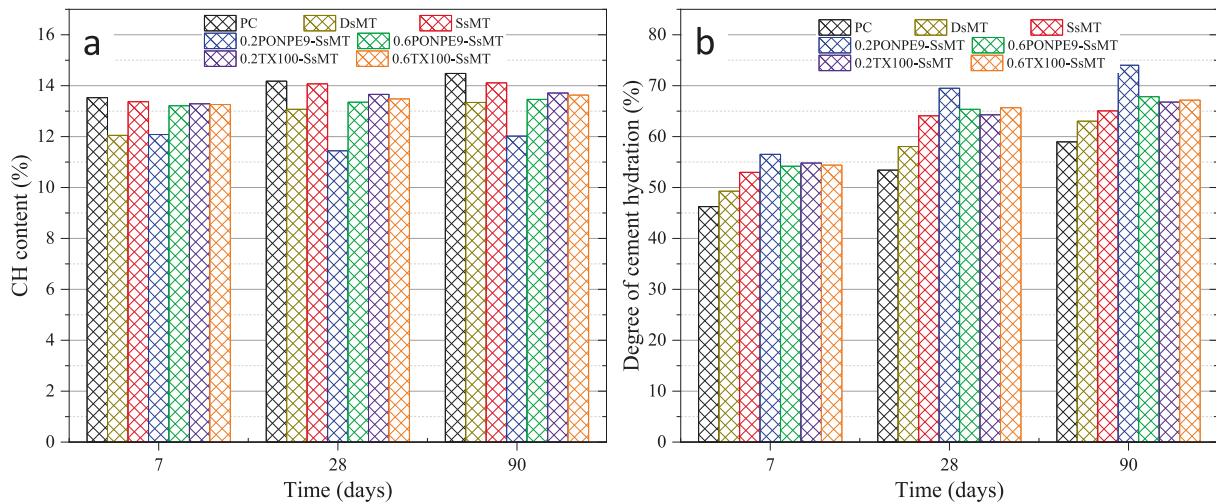 a
PC DsMT SsMT
0.2PONPE9-SsMT 0.6PONPE9-SsMT
0.2TX100-SsMT 0.6TX100-SsMT
16
14
12
10
8
6
4
2
0
CH content (%)
7 28 90
Time (days)
b
PC DsMT SsMT
0.2PONPE9-SsMT 0.6PONPE9-SsMT
0.2TX100-SsMT 0.6TX100-SsMT
80
70
60
50
40
30
20
10
0
Degree of cement hydration (%)
7 28 90
Time (days)